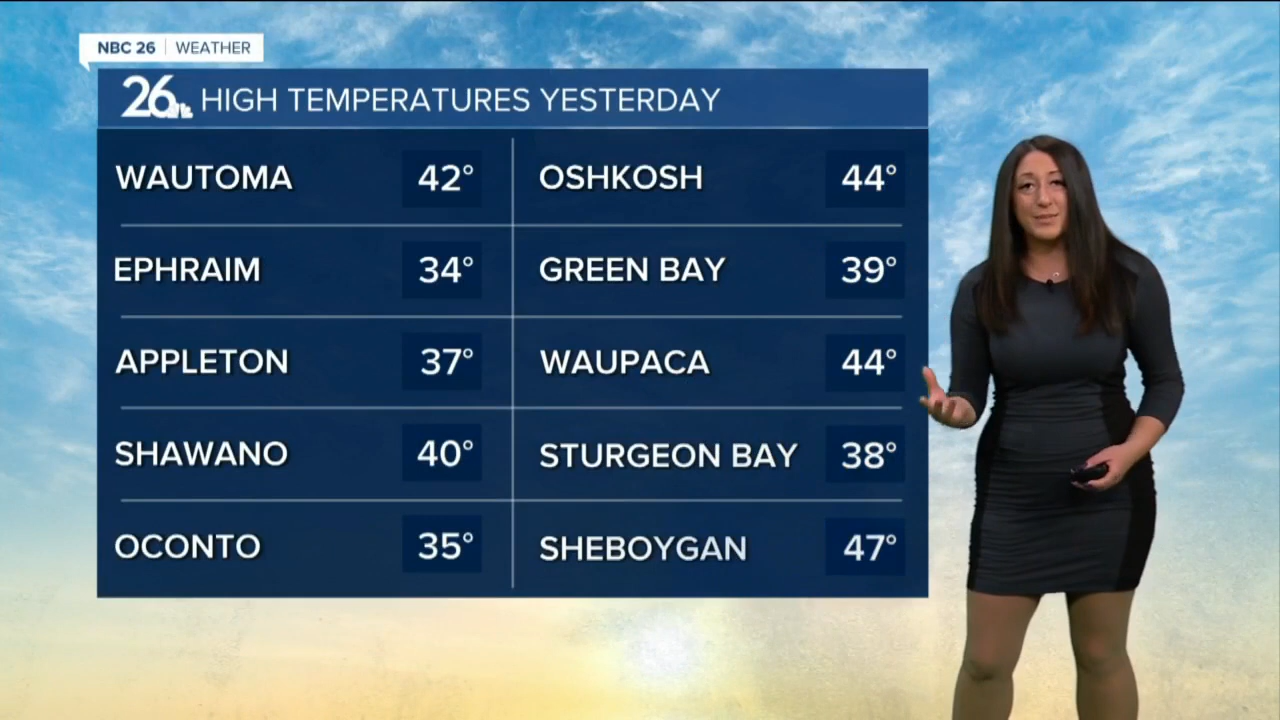 NBC 26 | WEATHER
26 HIGH TEMPERATURES YESTERDAY
WAUTOMA 42°
EPHRAIM 34°
APPLETON 37°
SHAWANO 40°
OCONTO 35°
OSHKOSH 44°
GREEN BAY 39°
WAUPACA 44°
STURGEON BAY 38°
SHEBOYGAN 47°